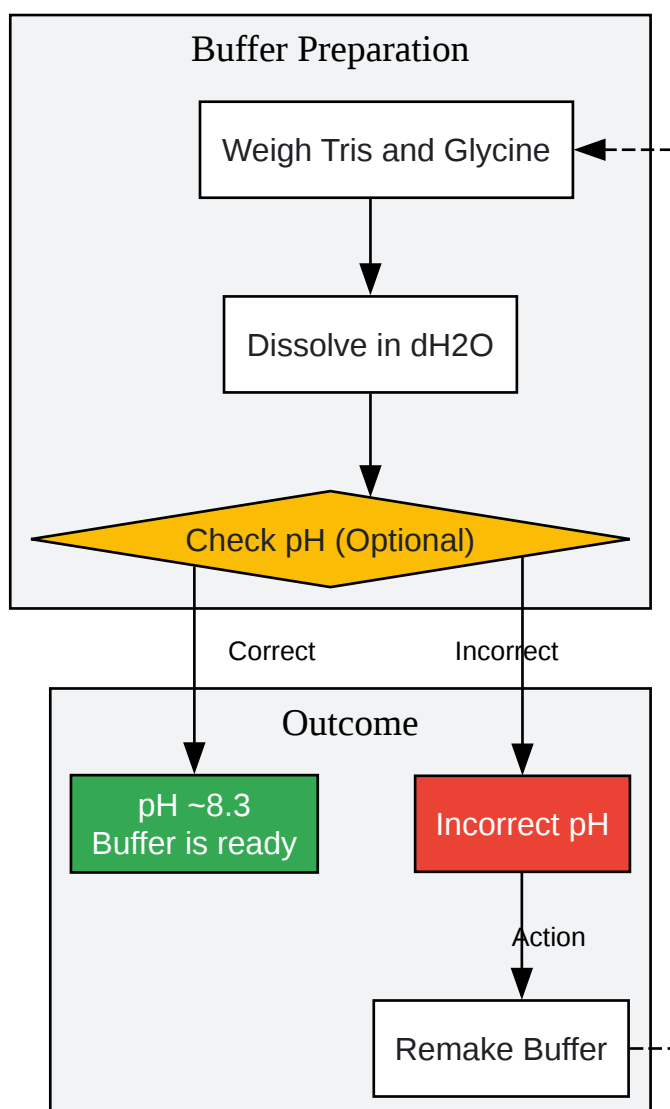 Buffer Preparation
Weigh Tris and Glycine
Dissolve in dH2O
Check pH (Optional)
Correct
Incorrect
Outcome
pH ~8.3
Buffer is ready
Incorrect pH
Action
Remake Buffer